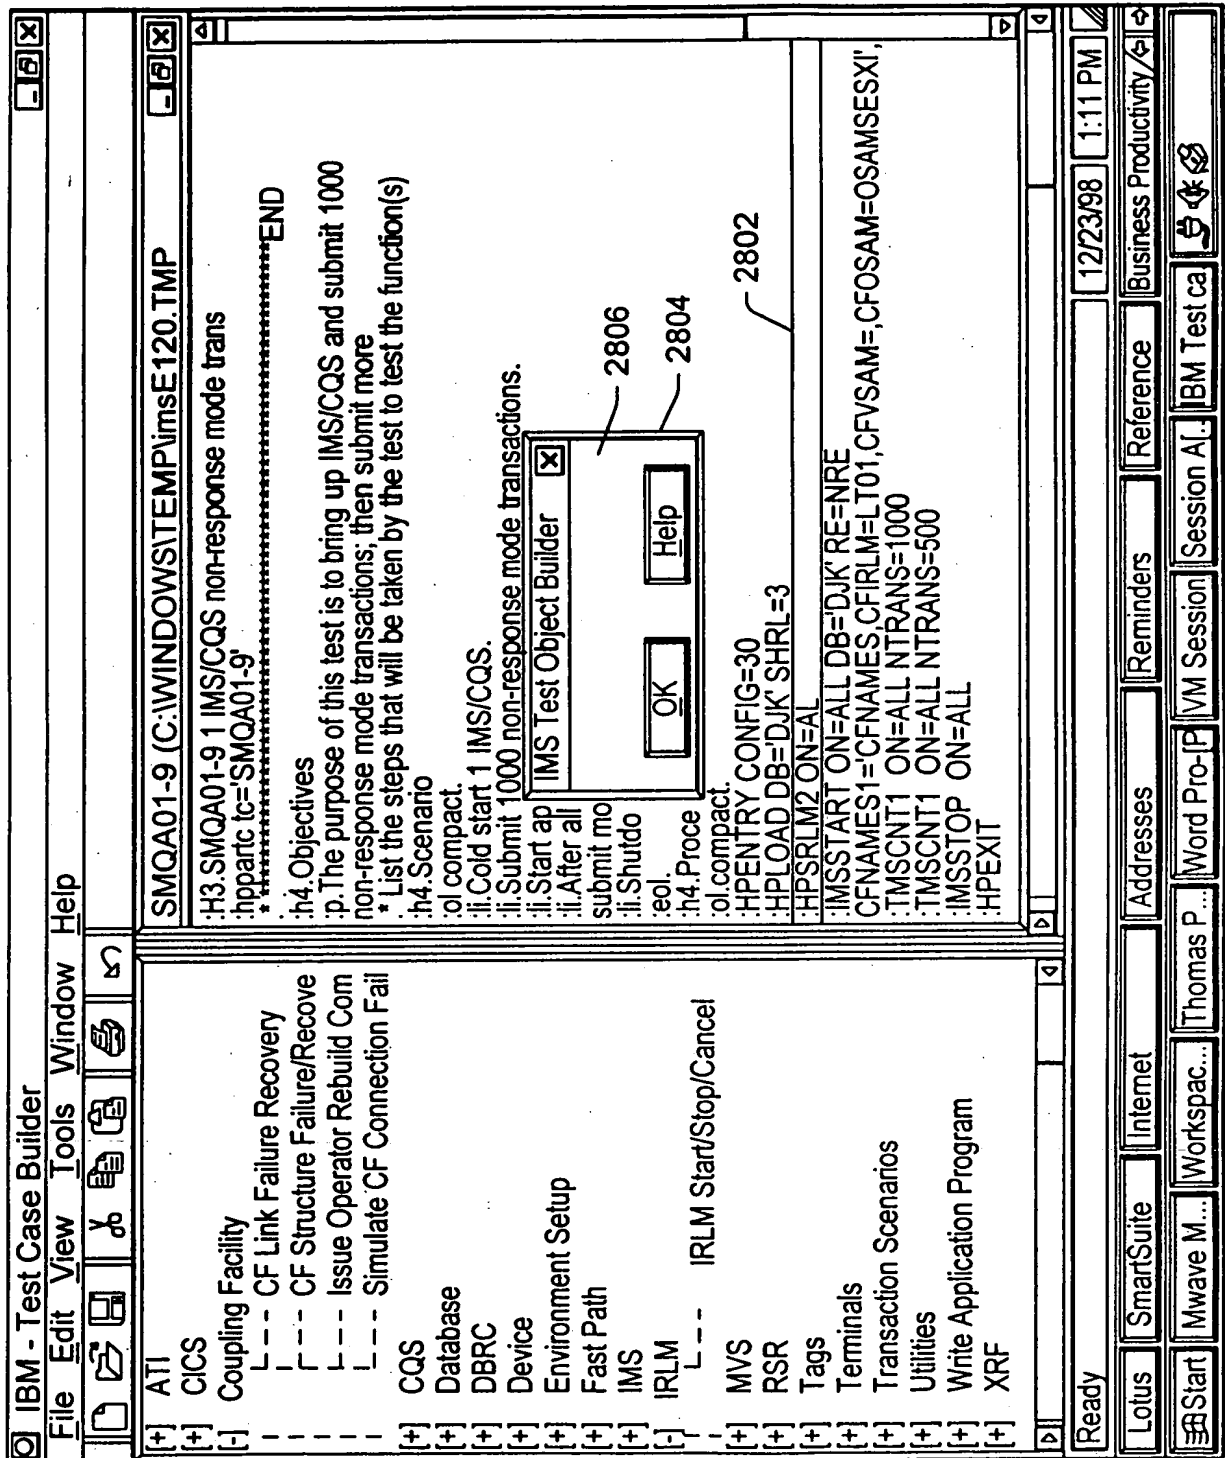 IBM - Test Case Builder
File Edit View Tools Window Help
[+] ATI
[+] CICS
[-] Coupling Facility
CF Link Failure Recovery
CF Structure Failure/Recove
Issue Operator Rebuild Com
Simulate CF Connection Fail
[+] CQS
[+] Database
[+] DBRC
[+] Device
[+] Environment Setup
[+] Fast Path
[+] IMS
[-] IRLM
IRLM Start/Stop/Cancel
[+] MVS
[+] RSR
[+] Tags
[+] Terminals
[+] Transaction Scenarios
[+] Utilities
[+] Write Application Program
[+] XRF
SMQA01-9 (C:\WINDOWS\TEMP\imsE120.TMP
:H3.SMQA01-9 1 IMS/CQS non-response mode trans
:hppartc tc='SMQA01-9'
.* ************************************************END
:h4.Objectives
:p.The purpose of this test is to bring up IMS/CQS and submit 1000
non-response mode transactions; then submit more
.* List the steps that will be taken by the test to test the function(s)
:h4.Scenario
:ol compact.
:li.Cold start 1 IMS/CQS.
:li.Submit 1000 non-response mode transactions.
:li.Start ap
:li.After all
submit mo
:li.Shutdo
:eol.
:h4.Proce
:ol.compact.
:HPENTRY CONFIG=30
:HPLOAD DB='DJK' SHRL=3
:HPSRLM2 ON=AL
:IMSSTART ON=ALL DB='DJK' RE=NRE
CFNAMES1='CFNAMES,CFIRLM=LT01,CFVSAM=,CFOSAM=OSAMSESXI',
:TMSCNT1 ON=ALL NTRANS=1000
:TMSCNT1 ON=ALL NTRANS=500
:IMSSTOP ON=ALL
:HPEXIT
IMS Test Object Builder
OK Help
2806
2804
2802
Ready 12/23/98 1:11 PM
Lotus SmartSuite Internet Addresses Reminders Reference Business Productivity
Start Mwave M... Workspac... Thomas P... Word Pro-[P VM Session Session A[.. IBM Test ca